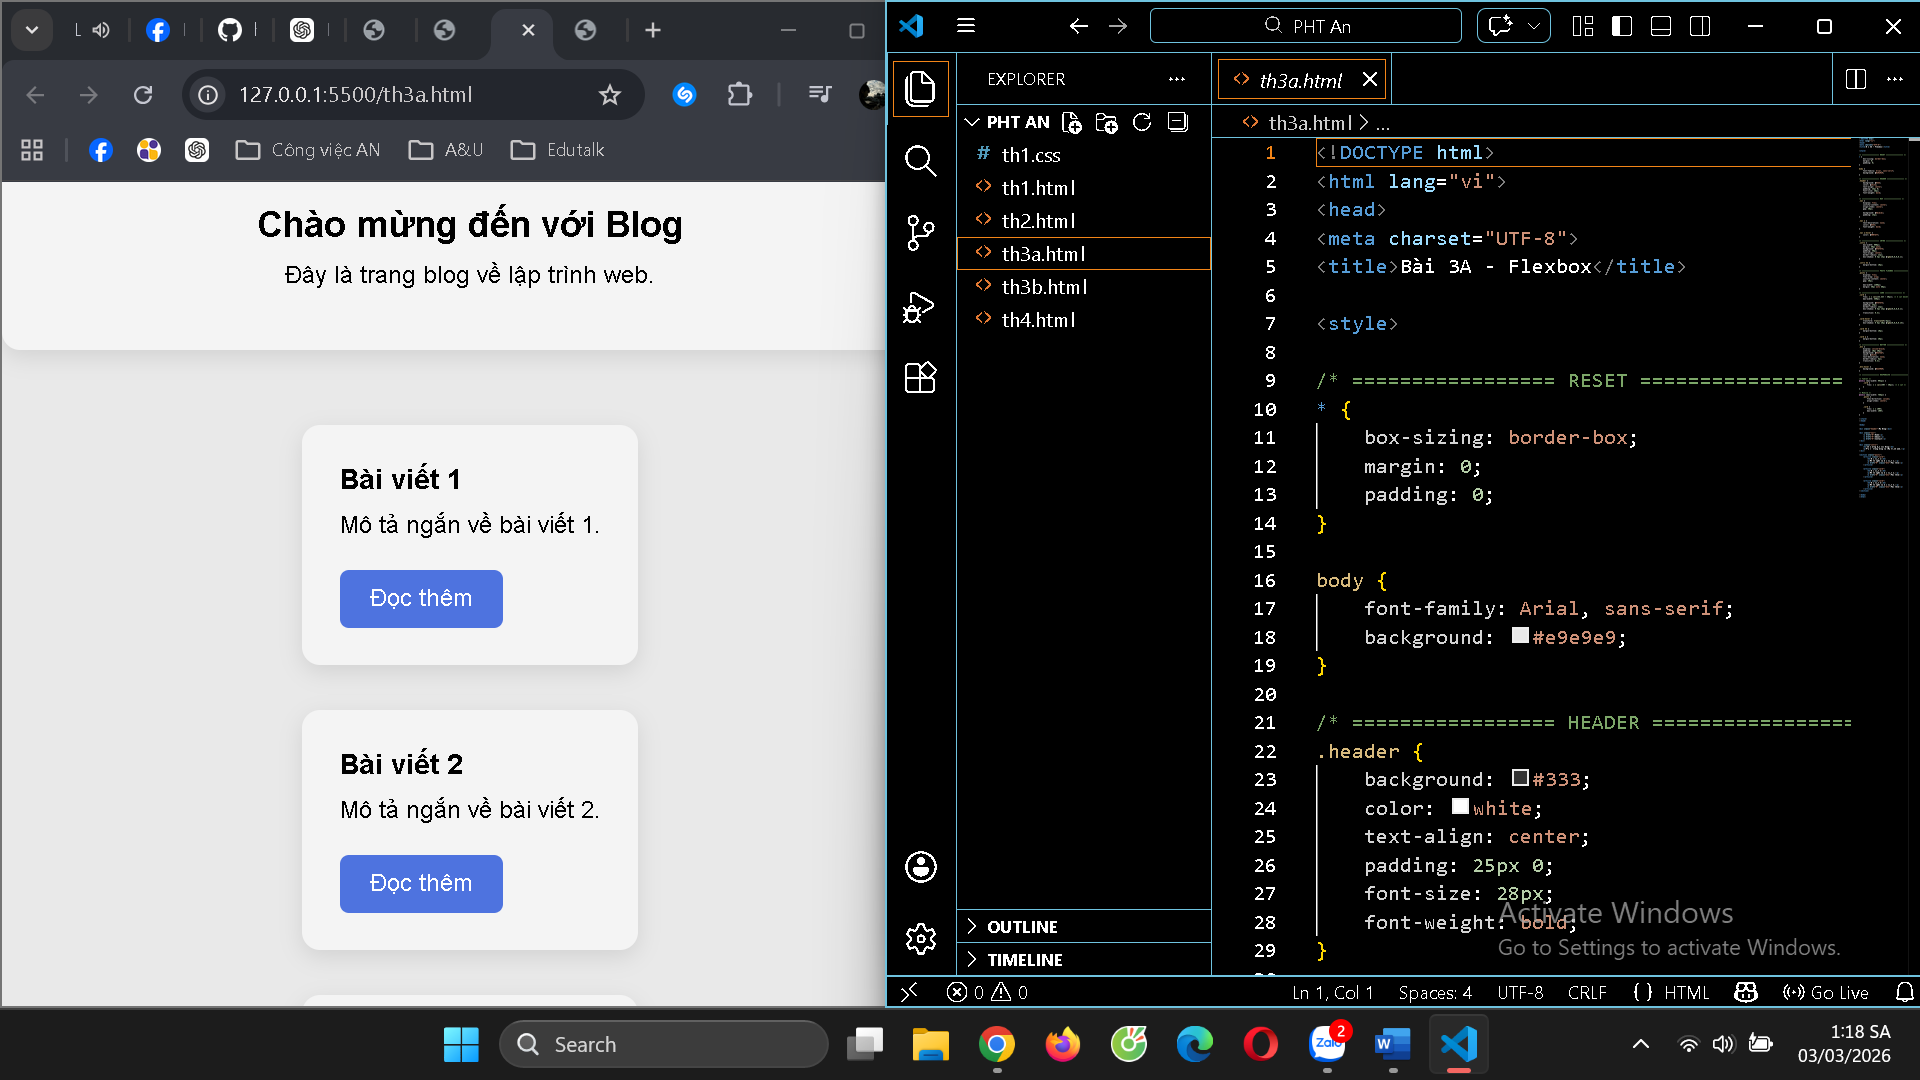 L
127.0.0.1:5500/th3a.html
Công việc AN
A&U
Edutalk
Chào mừng đến với Blog
Đây là trang blog về lập trình web.
Bài viết 1
Mô tả ngắn về bài viết 1.
Đọc thêm
Bài viết 2
Mô tả ngắn về bài viết 2.
Đọc thêm
PHT An
EXPLORER
PHT AN
# th1.css
<> th1.html
<> th2.html
<> th3a.html
<> th3b.html
<> th4.html
OUTLINE
TIMELINE
<> th3a.html
<> th3a.html > ...
1 <!DOCTYPE html>
2 <html lang="vi">
3 <head>
4 <meta charset="UTF-8">
5 <title>Bài 3A - Flexbox</title>
6
7 <style>
8
9 /* ================= RESET =================
10 * {
11 box-sizing: border-box;
12 margin: 0;
13 padding: 0;
14 }
15
16 body {
17 font-family: Arial, sans-serif;
18 background: #e9e9e9;
19 }
20
21 /* ================= HEADER =================
22 .header {
23 background: #333;
24 color: white;
25 text-align: center;
26 padding: 25px 0;
27 font-size: 28px;
28 font-weight: bold;
29 }
Activate Windows
Go to Settings to activate Windows.
0 0
Ln 1, Col 1
Spaces: 4
UTF-8
CRLF
{ } HTML
Go Live
Search
Zalo
2
W
1:18 SA
03/03/2026